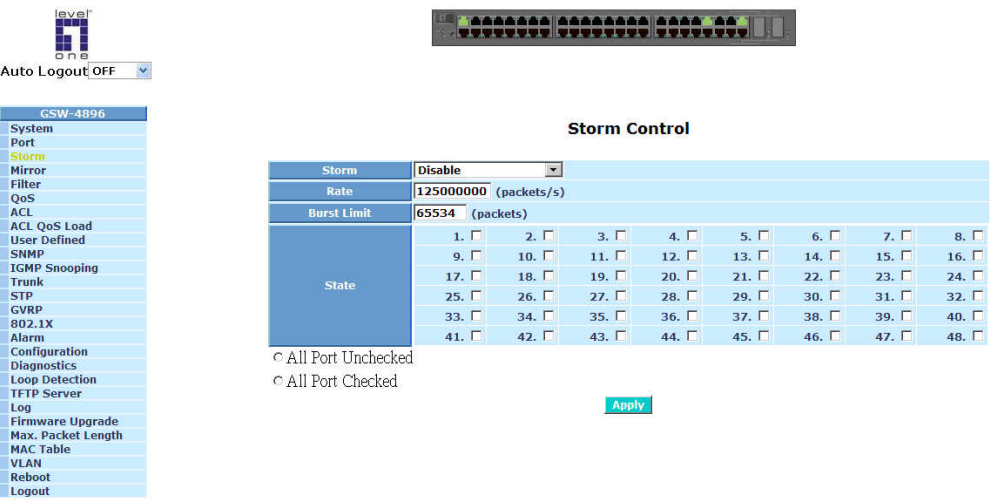 level
one
Auto Logout OFF
GSW-4896
System
Port
Storm
Mirror
Filter
QoS
ACL
ACL QoS Load
User Defined
SNMP
IGMP Snooping
Trunk
STP
GVRP
802.1X
Alarm
Configuration
Diagnostics
Loop Detection
TFTP Server
Log
Firmware Upgrade
Max. Packet Length
MAC Table
VLAN
Reboot
Logout
Storm Control
Storm Disable
Rate 125000000 (packets/s)
Burst Limit 65534 (packets)
State
1. 2. 3. 4. 5. 6. 7. 8.
9. 10. 11. 12. 13. 14. 15. 16.
17. 18. 19. 20. 21. 22. 23. 24.
25. 26. 27. 28. 29. 30. 31. 32.
33. 34. 35. 36. 37. 38. 39. 40.
41. 42. 43. 44. 45. 46. 47. 48.
All Port Unchecked
All Port Checked
Apply